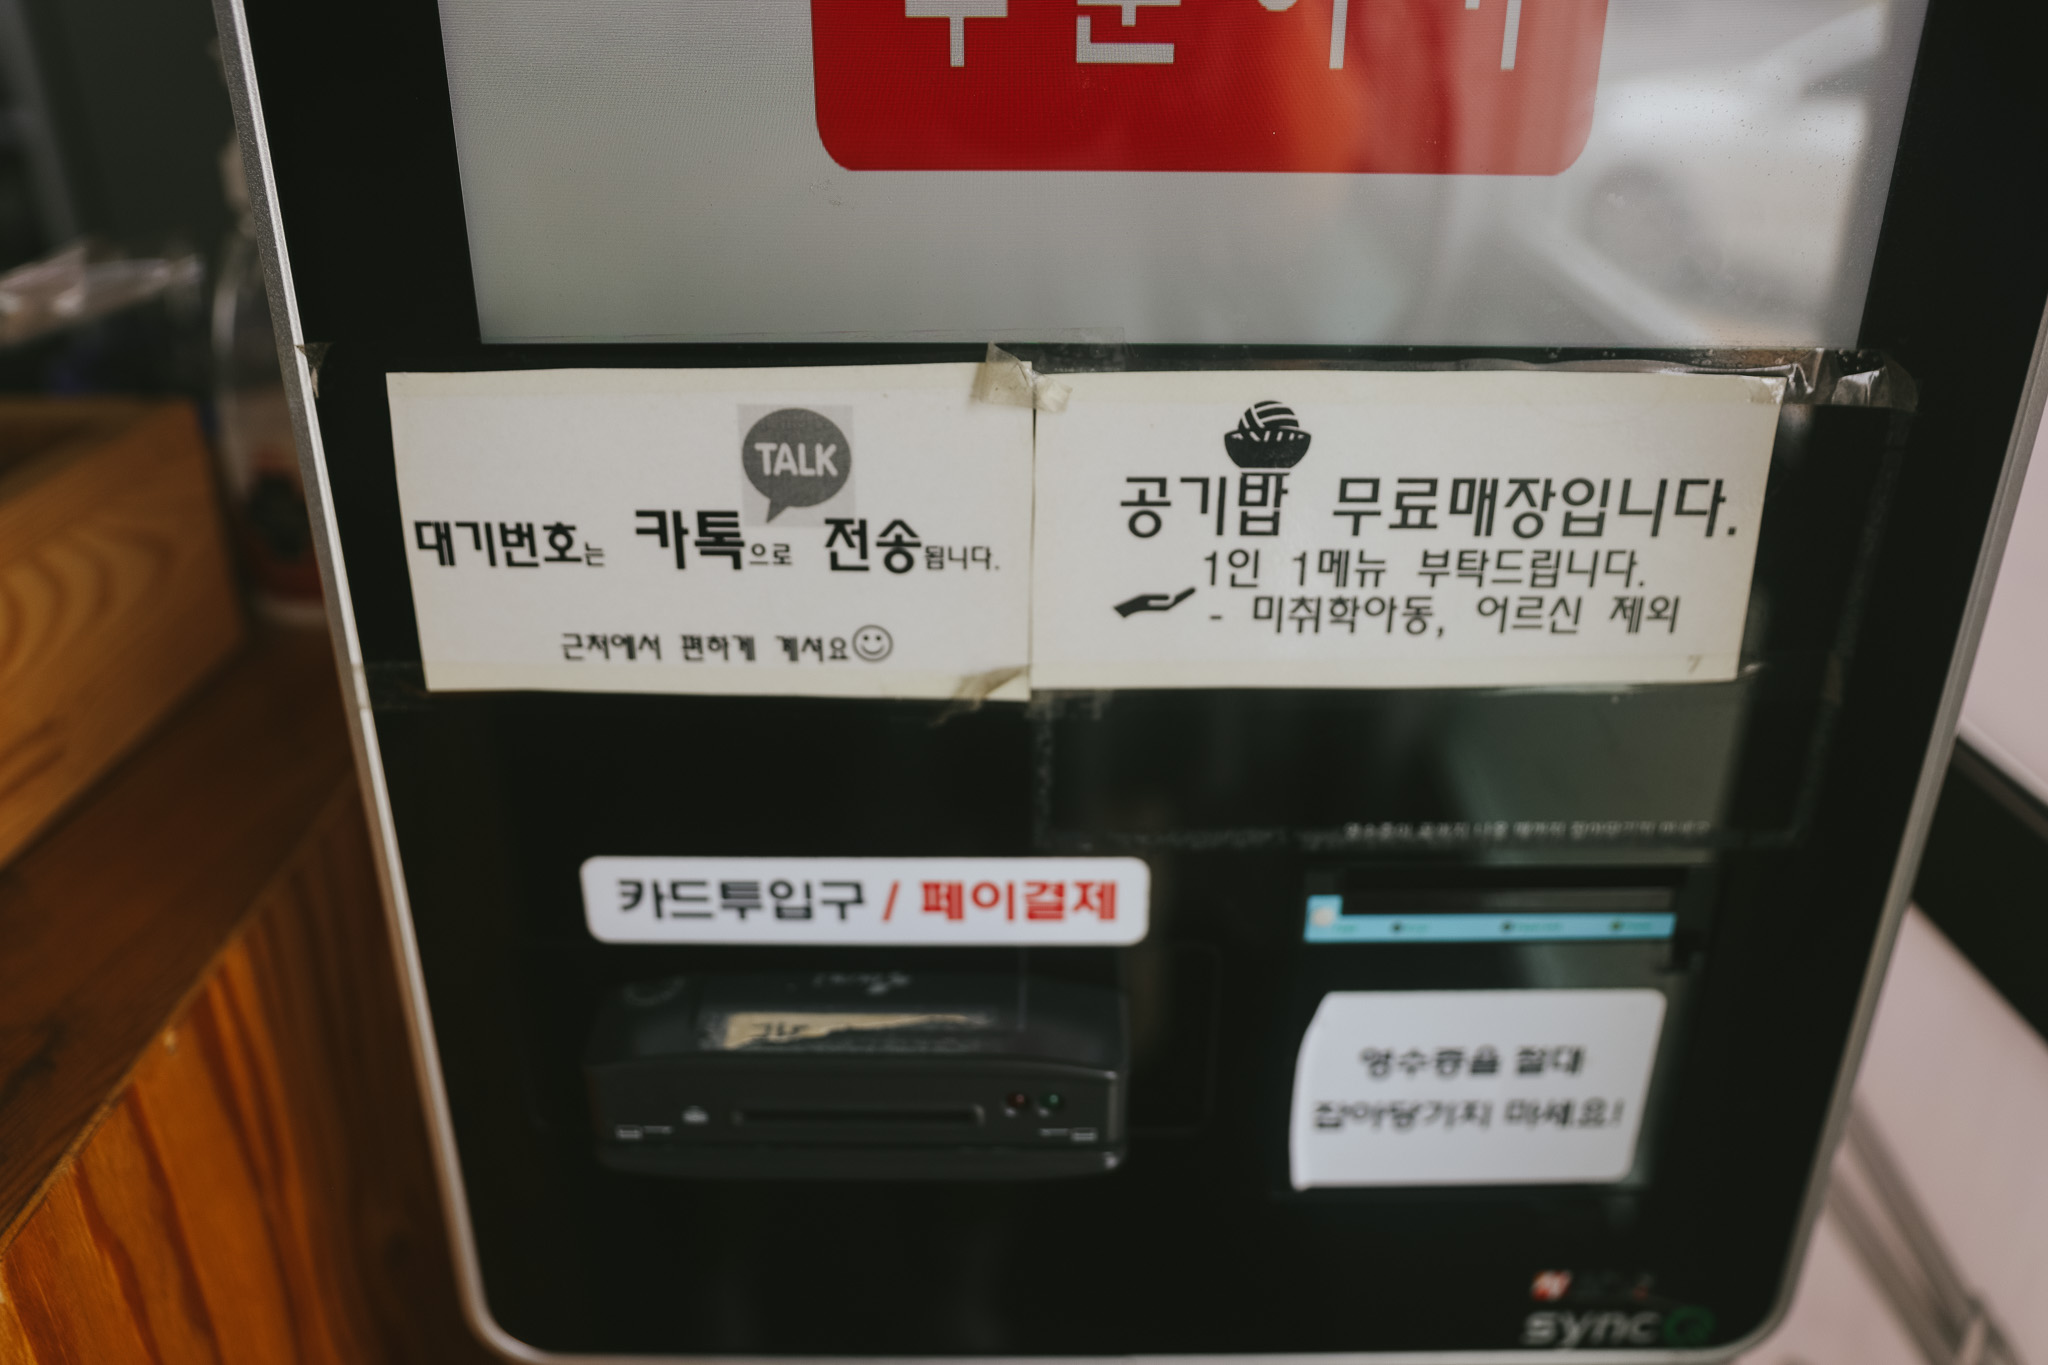 TALK
대기번호는 카톡으로 전송됩니다.
근처에서 편하게 계셔요
공기밥 무료매장입니다.
1인 1메뉴 부탁드립니다.
- 미취학아동, 어르신 제외
카드투입구 / 페이결제
영수증을 절대
잡아당기지 마세요!
sync